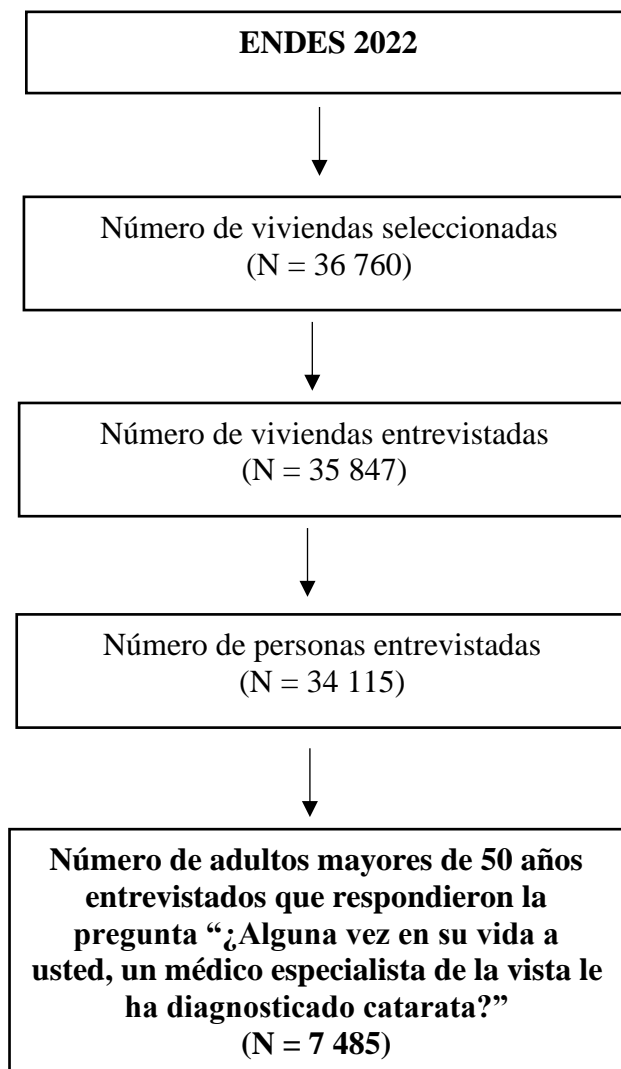 ENDES 2022
Número de viviendas seleccionadas
(N = 36 760)
Número de viviendas entrevistadas
(N = 35 847)
Número de personas entrevistadas
(N = 34 115)
Número de adultos mayores de 50 años
entrevistados que respondieron la
pregunta “¿Alguna vez en su vida a
usted, un médico especialista de la vista le
ha diagnosticado catarata?”
(N = 7 485)